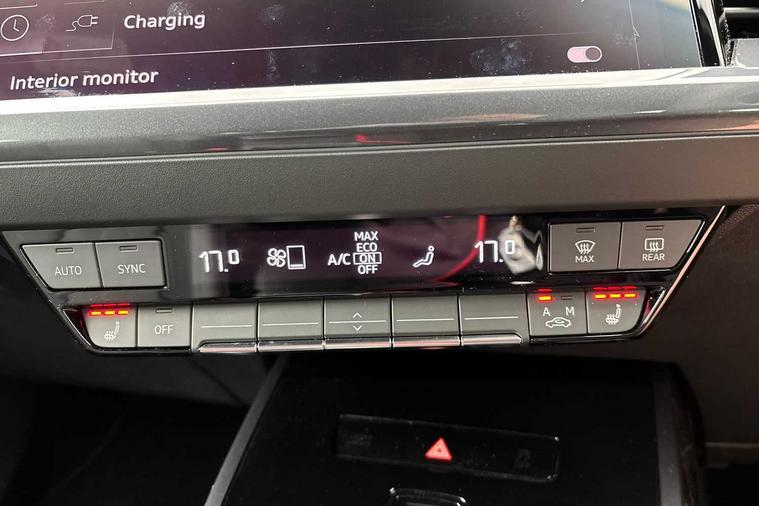 Charging
Interior monitor
AUTO
SYNC
17.0
A/C
MAX
ECO
ON
OFF
17.0
MAX
REAR
OFF
A M